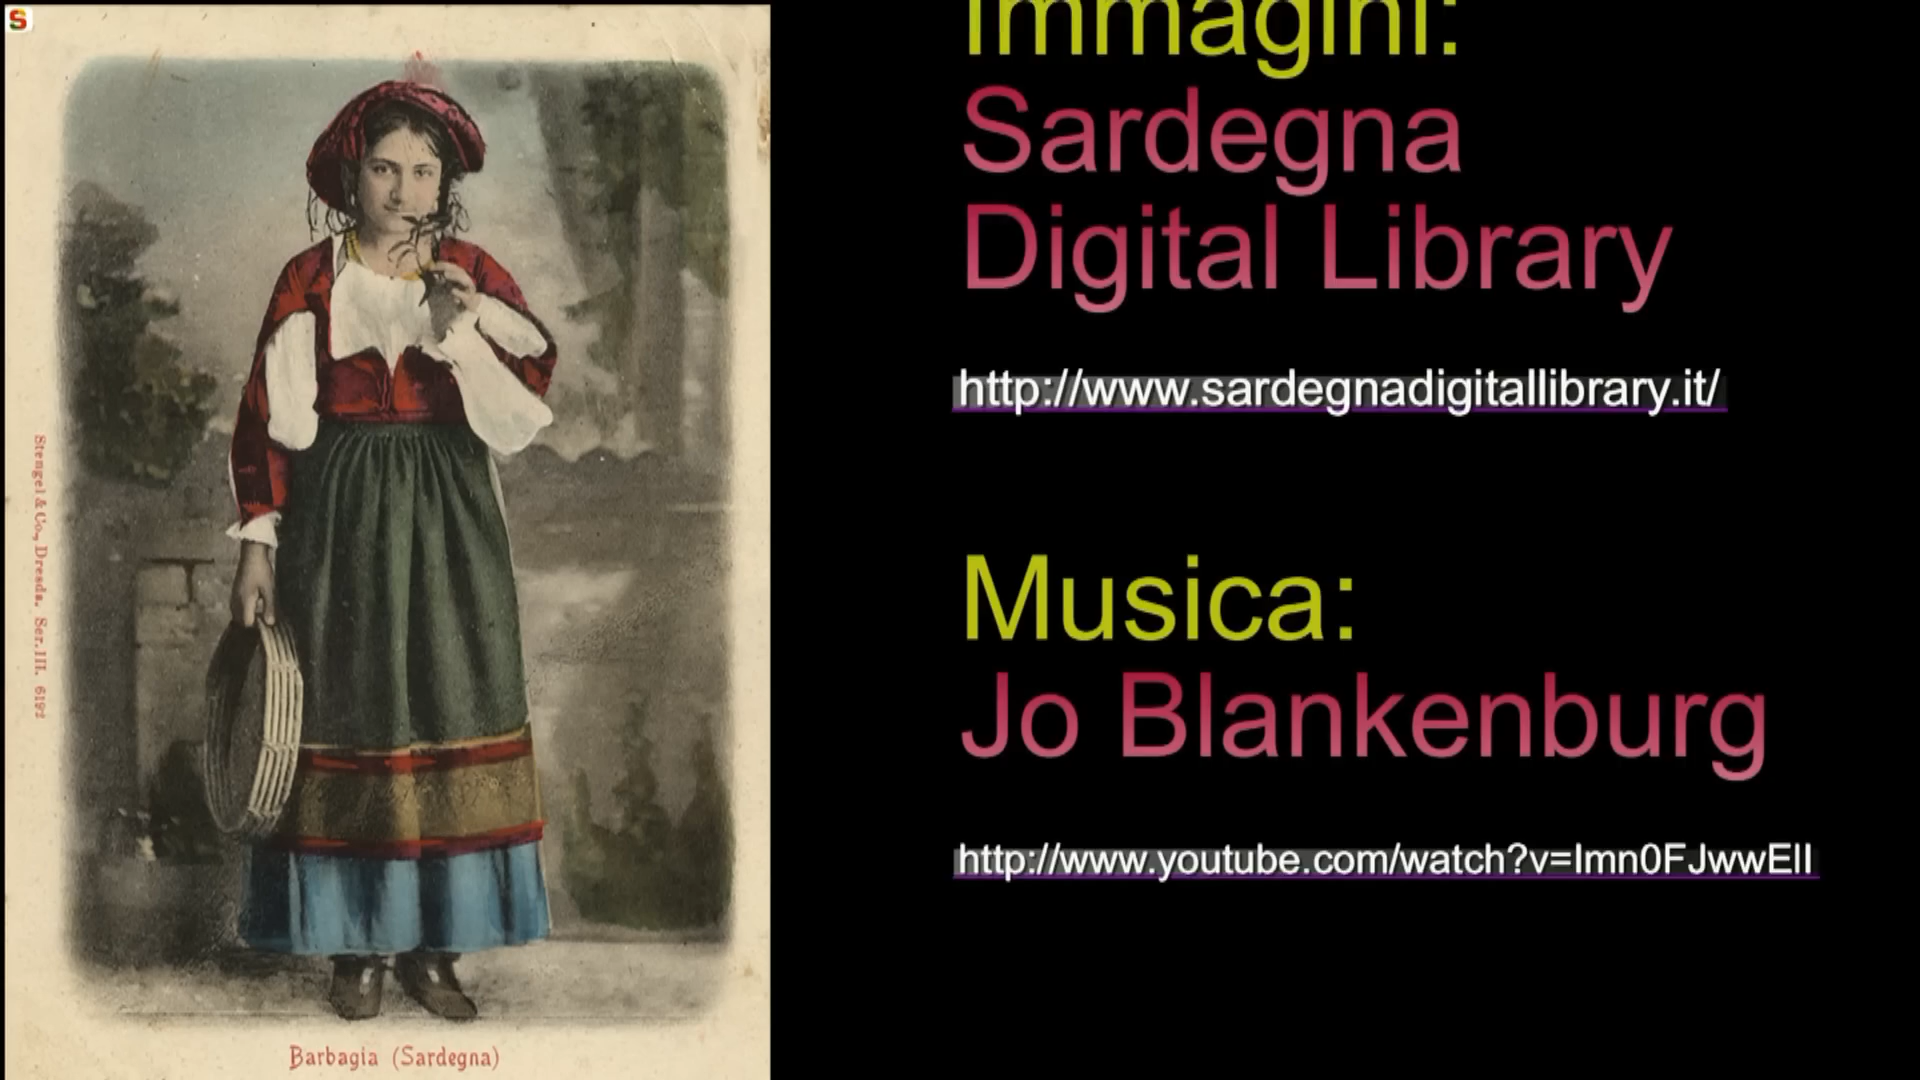 S
Stengel & Co., Dresda. Ser. III. 6192
Barbagia (Sardegna)
Immagini:
Sardegna
Digital Library
http://www.sardegnadigitallibrary.it/
Musica:
Jo Blankenburg
http://www.youtube.com/watch?v=Imn0FJwwEII